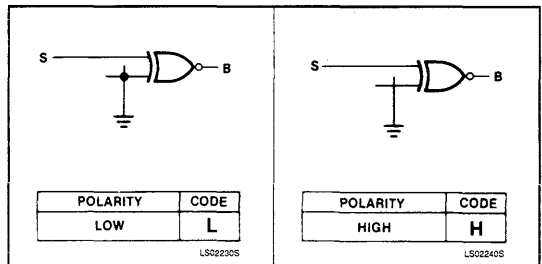 S B
S B
POLARITY CODE
LOW L
LS02230S
POLARITY CODE
HIGH H
LS02240S